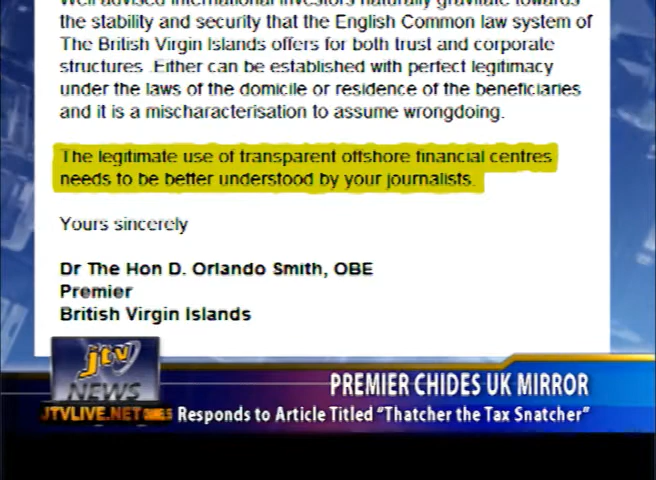 Well advised international investors naturally gravitate towards
the stability and security that the English Common law system of
The British Virgin Islands offers for both trust and corporate
structures .Either can be established with perfect legitimacy
under the laws of the domicile or residence of the beneficiaries
and it is a mischaracterisation to assume wrongdoing.
The legitimate use of transparent offshore financial centres
needs to be better understood by your journalists.
Yours sincerely
Dr The Hon D. Orlando Smith, OBE
Premier
British Virgin Islands
jtv
NEWS
JTVLIVE.NET
PREMIER CHIDES UK MIRROR
Responds to Article Titled “Thatcher the Tax Snatcher”